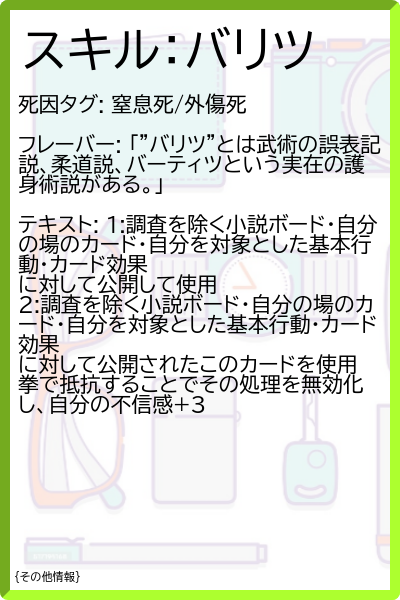 スキル：バリツ
死因タグ: 窒息死/外傷死
フレーバー: 「”バリツ”とは武術の誤表記
説、柔道説、バーティツという実在の護
身術説がある。」
テキスト: 1:調査を除く小説ボード・自分
の場のカード・自分を対象とした基本行
動・カード効果
に対して公開して使用
2:調査を除く小説ボード・自分の場のカ
ード・自分を対象とした基本行動・カード
効果
に対して公開されたこのカードを使用
拳で抵抗することでその処理を無効化
し、自分の不信感+3
{その他情報}